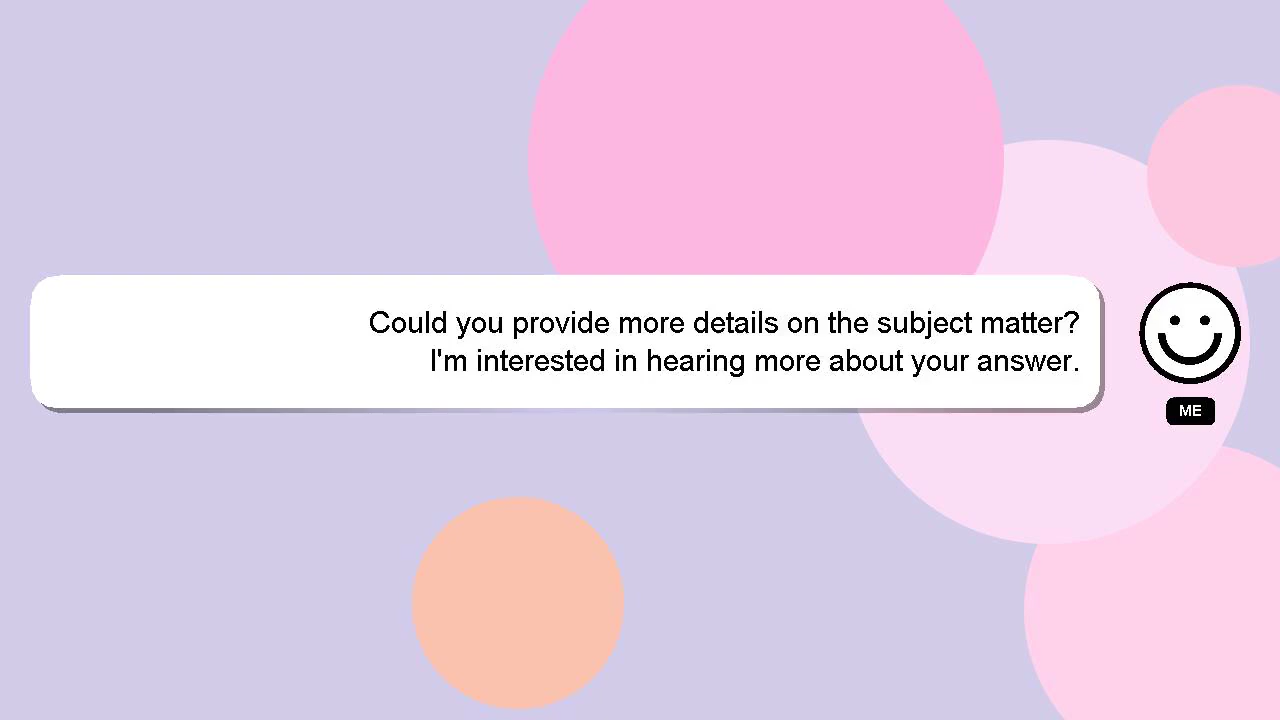 Could you provide more details on the subject matter?
I'm interested in hearing more about your answer.
ME